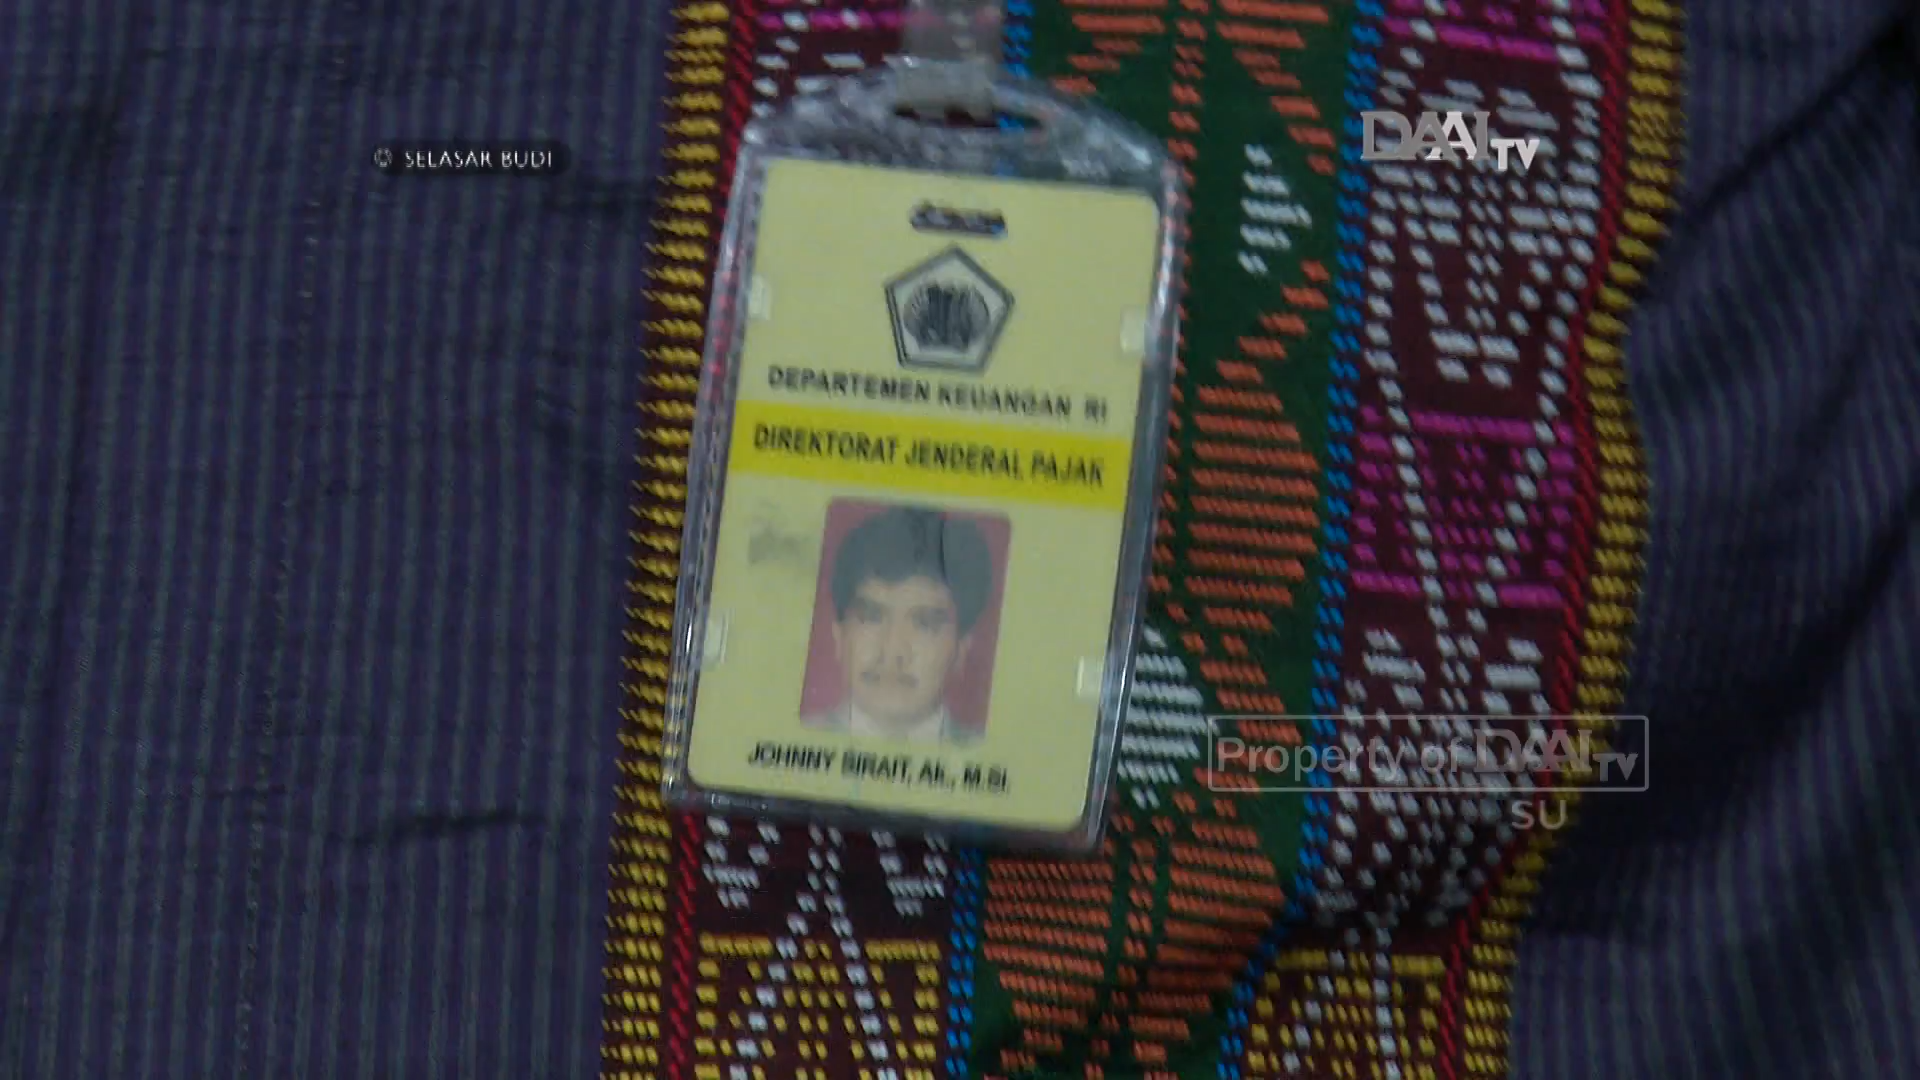 SELASAR BUDI
DAAI TV
DEPARTEMEN KEUANGAN RI
DIREKTORAT JENDERAL PAJAK
JOHNNY SIRAIT, Ak., M.Si.
Property of DAAI TV
SU